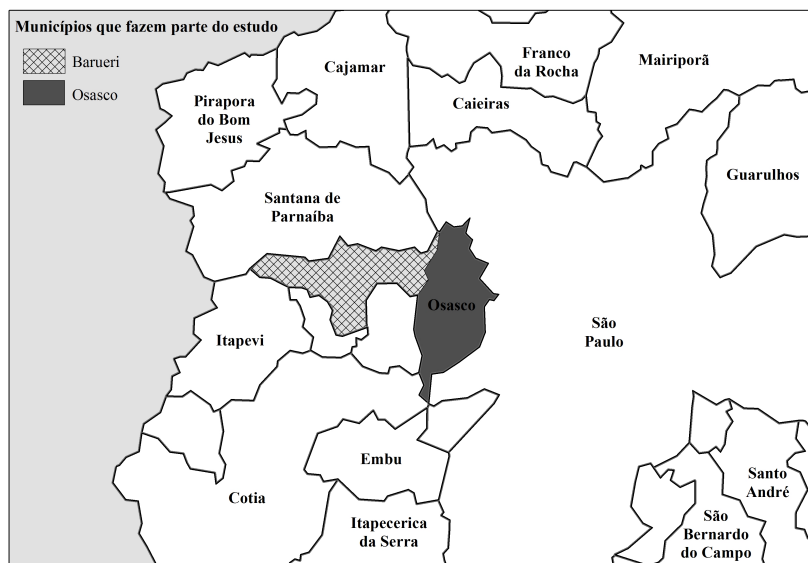 Municípios que fazem parte do estudo
Barueri
Osasco
Cajamar
Franco
da Rocha
Mairiporã
Pirapora
do Bom
Jesus
Caieiras
Guarulhos
Santana de
Parnaíba
Osasco
Itapevi
São
Paulo
Embu
Cotia
Itapecerica
da Serra
Santo
André
São
Bernardo
do Campo